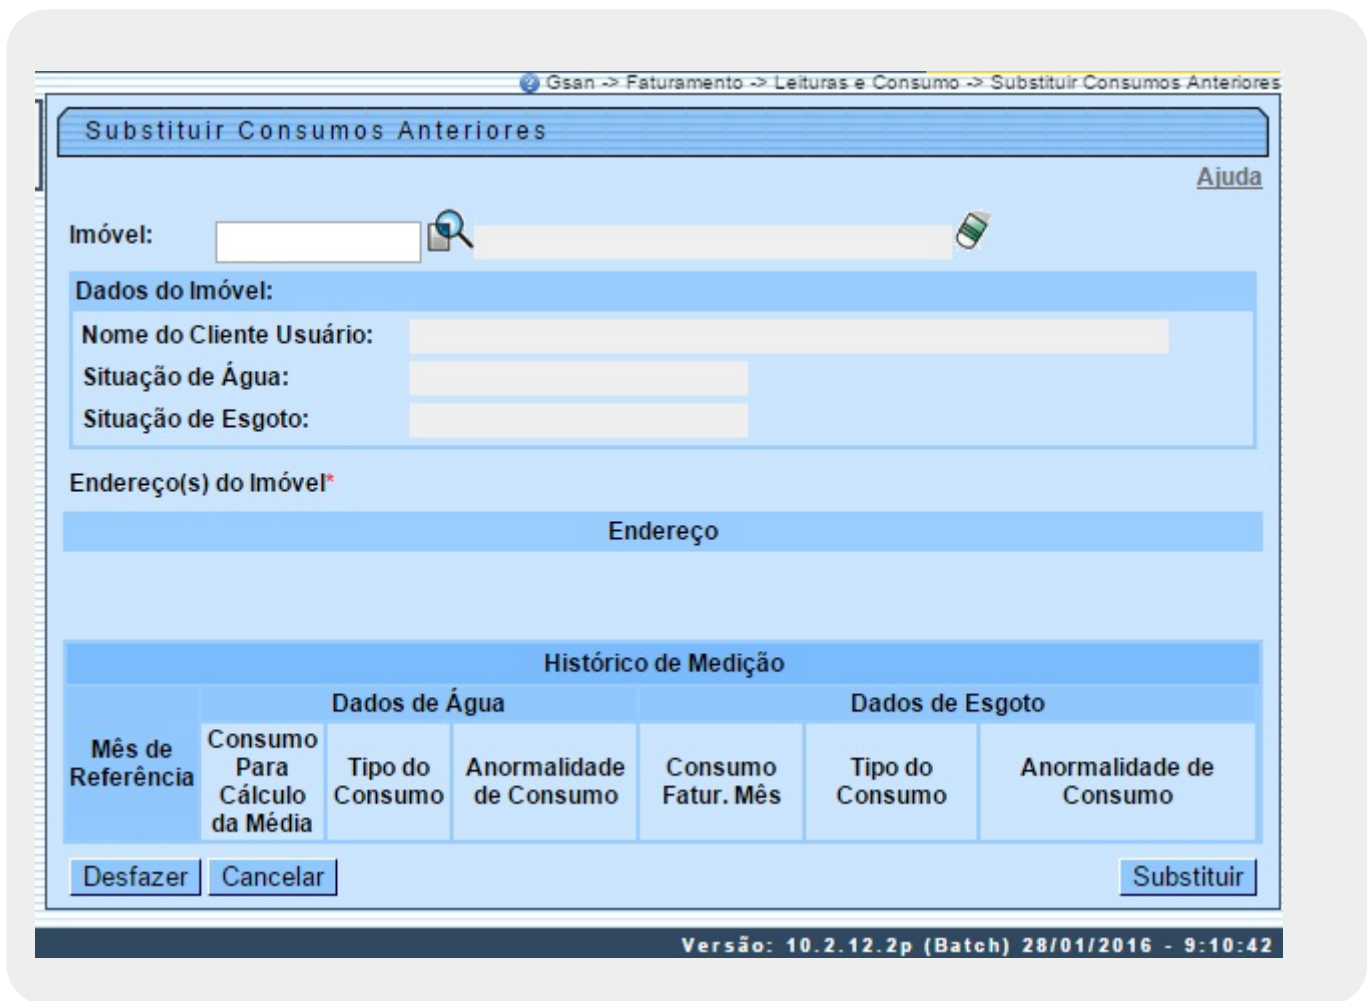 Gsan -> Faturamento -> Leituras e Consumo -> Substituir Consumos Anteriores
Substituir Consumos Anteriores
Ajuda
Imóvel:
Dados do Imóvel:
Nome do Cliente Usuário:
Situação de Água:
Situação de Esgoto:
Endereço(s) do Imóvel*
Endereço
Histórico de Medição
Mês de
Referência
Dados de Água
Dados de Esgoto
Consumo
Para
Cálculo
da Média
Tipo do
Consumo
Anormalidade
de Consumo
Consumo
Fatur. Mês
Tipo do
Consumo
Anormalidade de
Consumo
Desfazer Cancelar Substituir
Versão: 10.2.12.2p (Batch) 28/01/2016 - 9:10:42